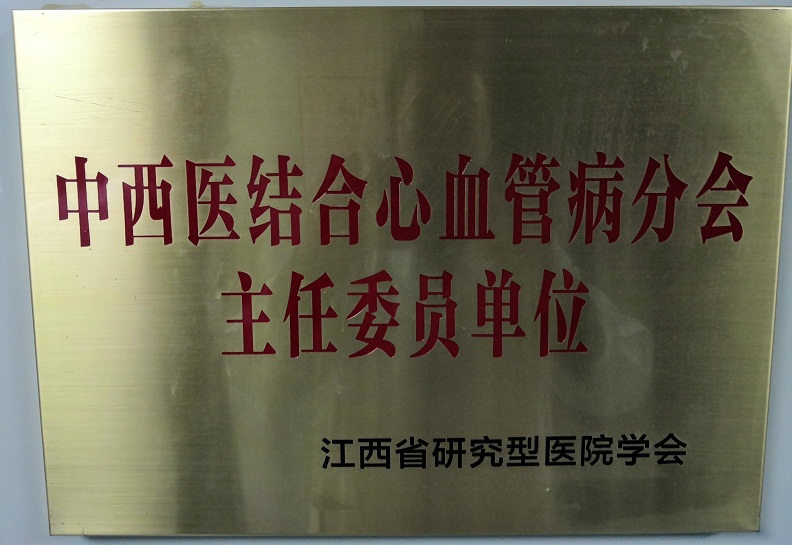 中西医结合心血管病分会
主任委员单位
江西省研究型医院学会